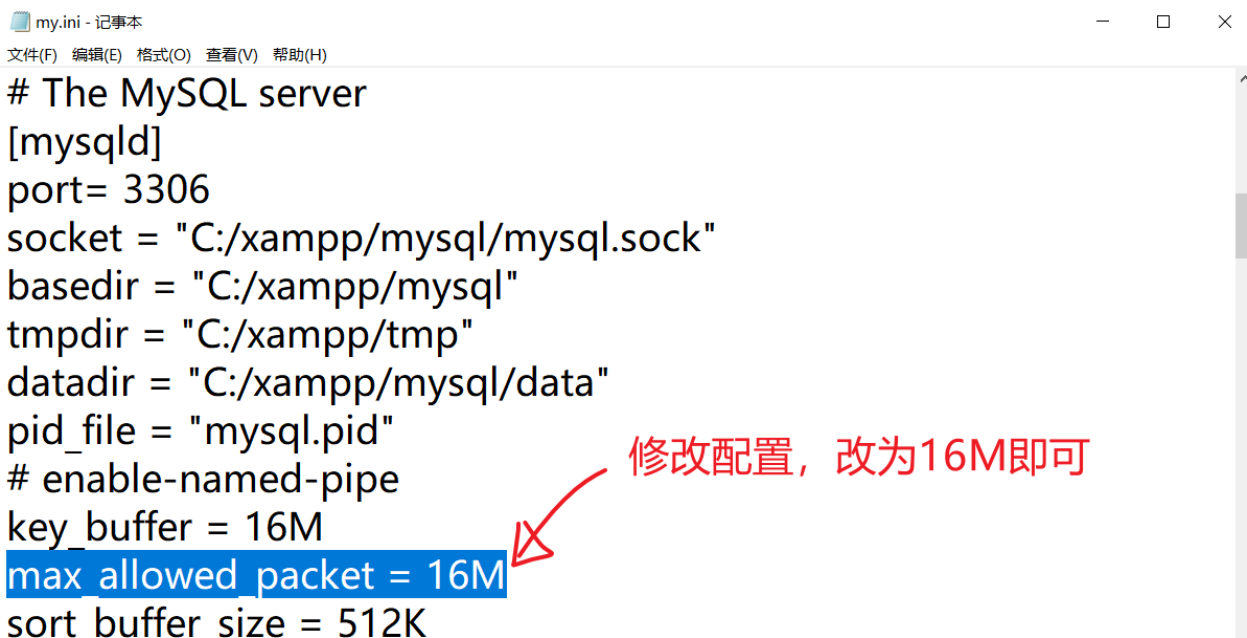 my.ini - 记事本
文件(F) 编辑(E) 格式(O) 查看(V) 帮助(H)
# The MySQL server
[mysqld]
port= 3306
socket = "C:/xampp/mysql/mysql.sock"
basedir = "C:/xampp/mysql"
tmpdir = "C:/xampp/tmp"
datadir = "C:/xampp/mysql/data"
pid_file = "mysql.pid"
修改配置，改为16M即可
# enable-named-pipe
key_buffer = 16M
max_allowed_packet = 16M
sort_buffer_size = 512K